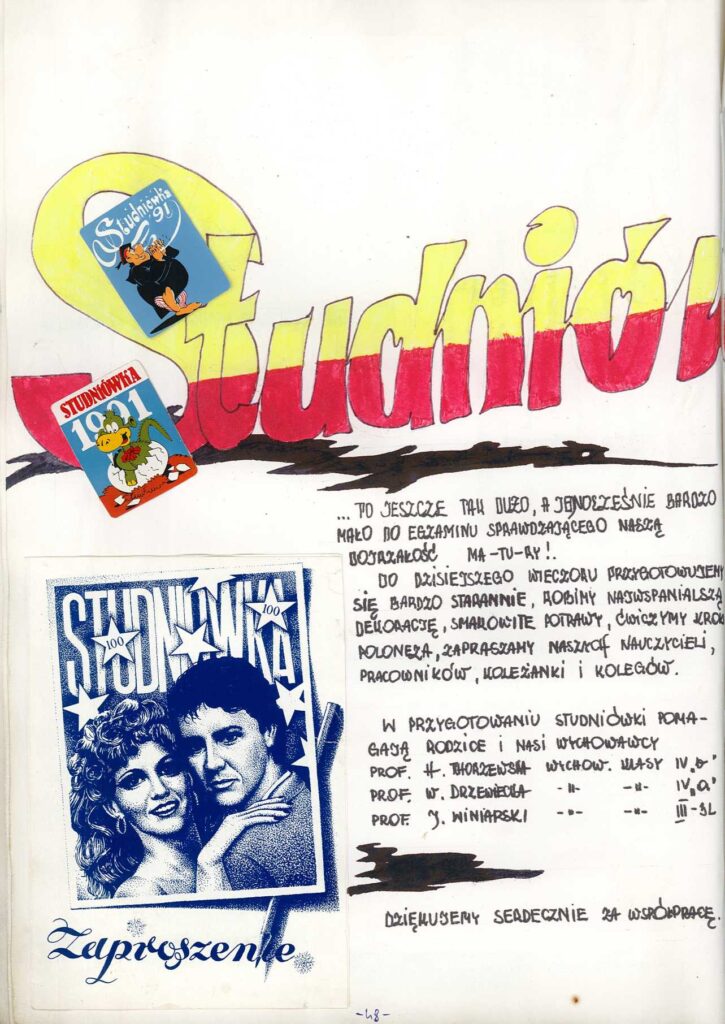 Studniów
Studniówka
'91
STUDNIÓWKA
1991
... TO JESZCZE TAK DUŻO, A JEDNOCZEŚNIE BARDZO
MAŁO DO EGZAMINU SPRAWDZAJĄCEGO NASZĄ
DOJRZAŁOŚĆ MA-TU-RY!.
DO DZISIEJSZEGO WIECZORU PRZYGOTOWUJEMY
SIĘ BARDZO STARANNIE, ROBIMY NAJWSPANIALSZĄ
DEKORACJĘ, SMAKOWITE POTRAWY, ĆWICZYMY KROK
POLONEZA, ZAPRASZAMY NASZYCH NAUCZYCIELI,
PRACOWNIKÓW, KOLEŻANKI I KOLEGÓW.
W PRZYGOTOWANIU STUDNIÓWKI POMA-
GAJĄ RODZICE I NASI WYCHOWAWCY
PROF. H. THORZEWSKA WYCHOW. KLASY IV„b"
PROF. W. DRZEWIECKA -"- -"- IV„a"
PROF. J. WINIARSKI -"- -"- III-SL
DZIĘKUJEMY SERDECZNIE ZA WSPÓŁPRACĘ.
STUDNIÓWKA
100
100
Zaproszenie
-48-